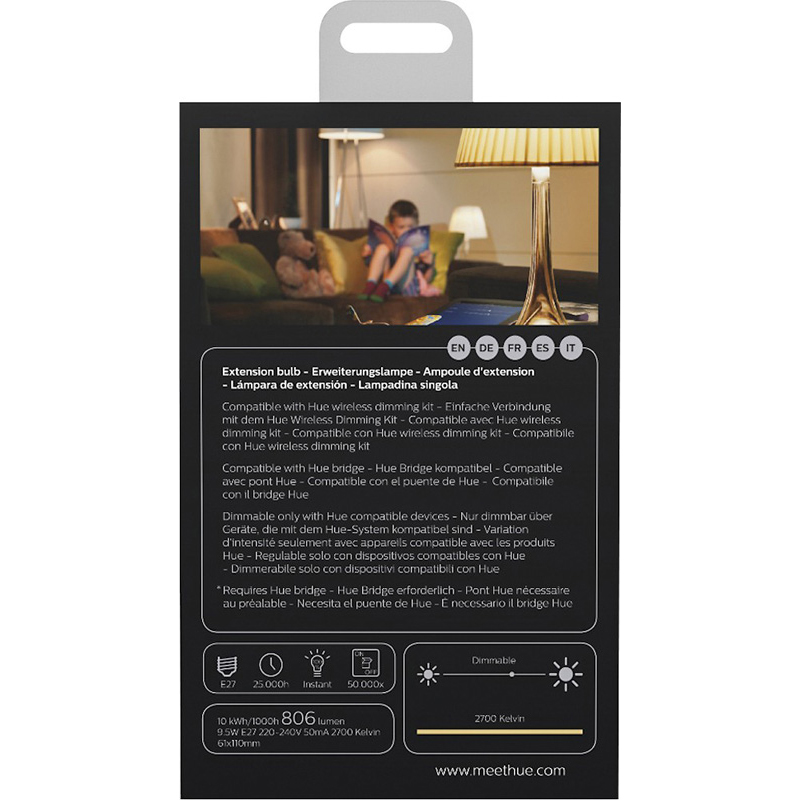 EN DE FR ES IT
Extension bulb - Erweiterungslampe - Ampoule d'extension
- Lámpara de extensión - Lampadina singola
Compatible with Hue wireless dimming kit - Einfache Verbindung
mit dem Hue Wireless Dimming Kit - Compatible avec Hue wireless
dimming kit - Compatible con Hue wireless dimming kit - Compatibile
con Hue wireless dimming kit
Compatible with Hue bridge - Hue Bridge kompatibel - Compatible
avec pont Hue - Compatible con el puente de Hue - Compatibile
con il bridge Hue
Dimmable only with Hue compatible devices - Nur dimmbar über
Geräte, die mit dem Hue-System kompatibel sind - Variation
d'intensité seulement avec appareils compatible avec les produits
Hue - Regulable solo con dispositivos compatibles con Hue
- Dimmerabile solo con dispositivi compatibili con Hue
*Requires Hue bridge - Hue Bridge erforderlich - Pont Hue nécessaire
au préalable - Necesita el puente de Hue - É necessario il bridge Hue
ON
OFF
E27 25.000h Instant 50 000x
Dimmable
2700 Kelvin
10 kWh/1000h 806 lumen
9.5W E27 220-240V 50mA 2700 Kelvin
61x110mm
www.meethue.com